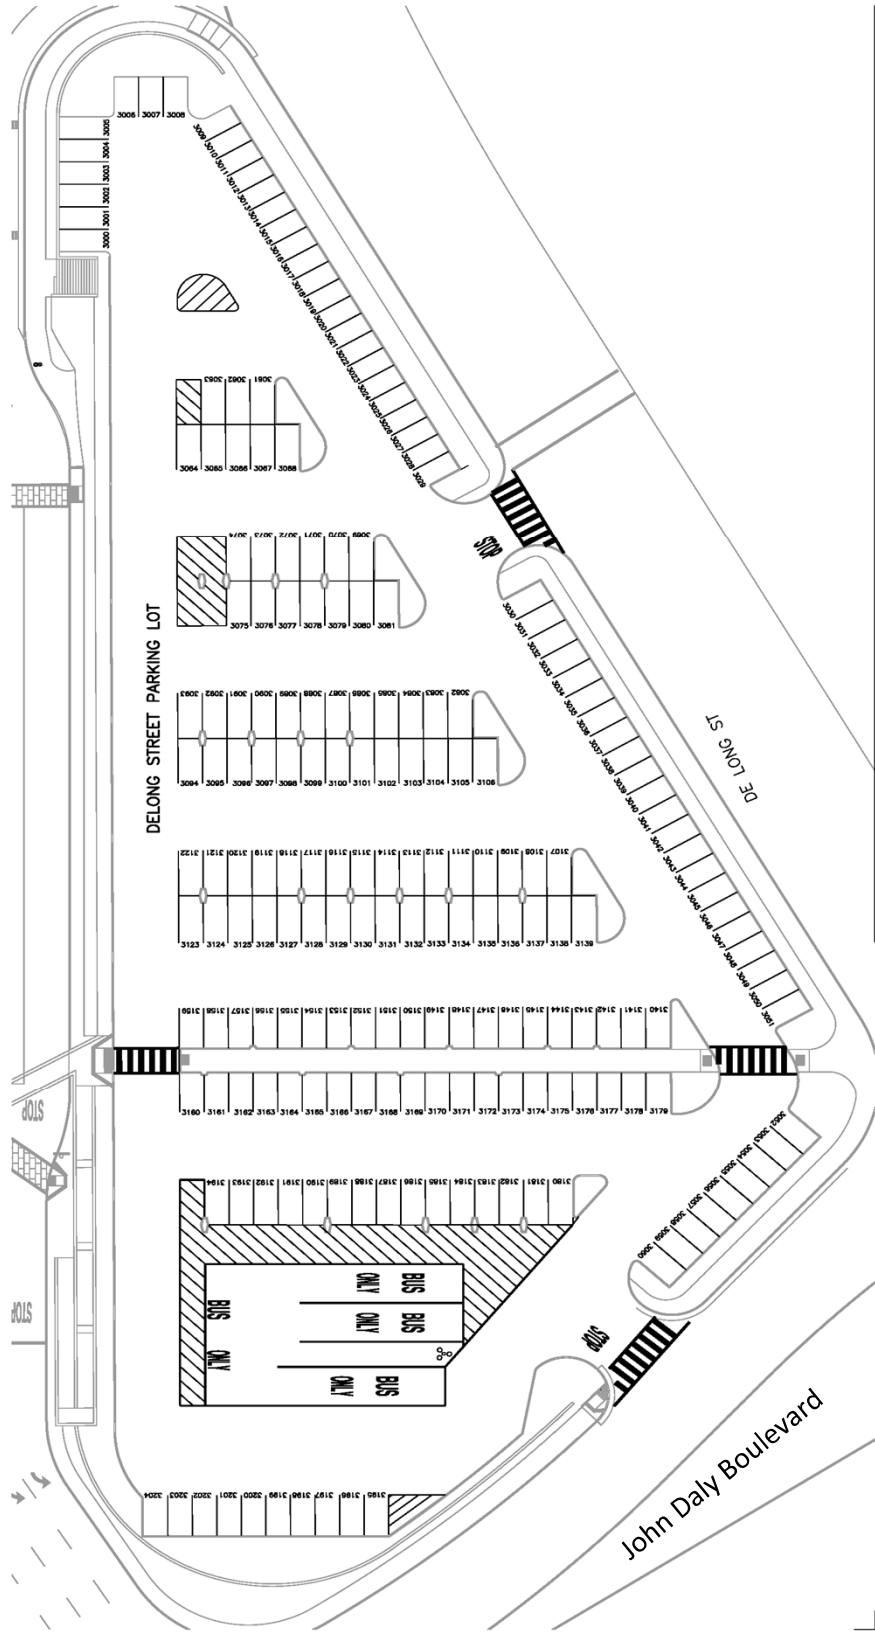 3006 3007 3008
3005
3004
3003
3002
3001
3000
3009
3010
3011
3012
3013
3014
3015
3016
3017
3018
3019
3020
3021
3022
3023
3024
3025
3026
3027
3028
3029
8
3063 3062 3061
3064 3065 3066 3067 3068
STOP
3074 3073 3072 3071 3070 3069
3075 3076 3077 3078 3079 3080 3081
3030
3031
3032
3033
3034
3035
3036
3037
3038
3039
3040
3041
3042
3043
3044
3045
3046
3047
3048
3049
3050
3051
DELONG STREET PARKING LOT
DE LONG ST
3093 3092 3091 3090 3089 3088 3087 3086 3085 3084 3083 3082
3094 3095 3096 3097 3098 3099 3100 3101 3102 3103 3104 3105 3106
3122 3121 3120 3119 3118 3117 3116 3115 3114 3113 3112 3111 3110 3109 3108 3107
3123 3124 3125 3126 3127 3128 3129 3130 3131 3132 3133 3134 3135 3136 3137 3138 3139
3159 3158 3157 3156 3155 3154 3153 3152 3151 3150 3149 3148 3147 3146 3145 3144 3143 3142 3141 3140
3160 3161 3162 3163 3164 3165 3166 3167 3168 3169 3170 3171 3172 3173 3174 3175 3176 3177 3178 3179
STOP
3052
3053
3054
3055
3056
3057
3058
3059
3060
3194 3193 3192 3191 3190 3189 3188 3187 3186 3185 3184 3183 3182 3181 3180
BUS ONLY
BUS ONLY
BUS ONLY
BUS ONLY
STOP
STOP
John Daly Boulevard
3204 3203 3202 3201 3200 3199 3198 3197 3196 3195